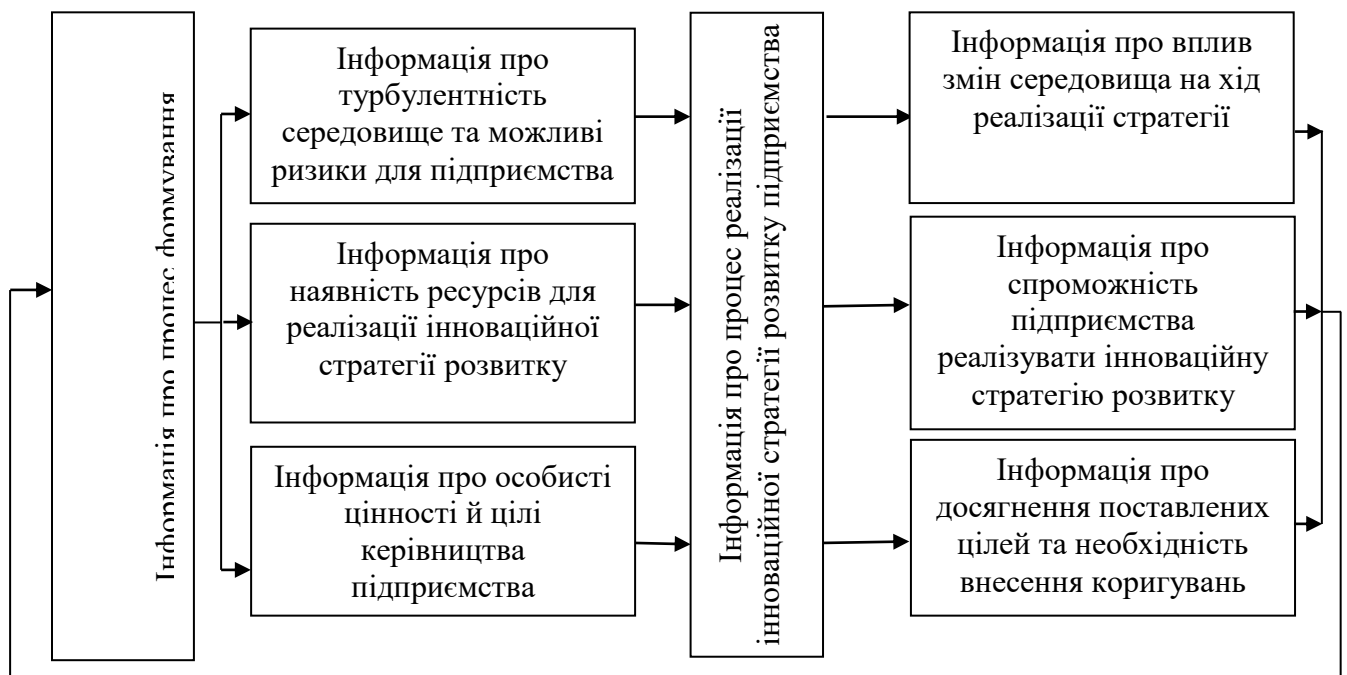 Інформація про процес формування
Інформація про
турбулентність
середовище та можливі
ризики для підприємства
Інформація про
наявність ресурсів для
реалізації інноваційної
стратегії розвитку
Інформація про особисті
цінності й цілі
керівництва
підприємства
Інформація про процес реалізації
інноваційної стратегії розвитку підприємства
Інформація про вплив
змін середовища на хід
реалізації стратегії
Інформація про
спроможність
підприємства
реалізувати інноваційну
стратегію розвитку
Інформація про
досягнення поставлених
цілей та необхідність
внесення коригувань